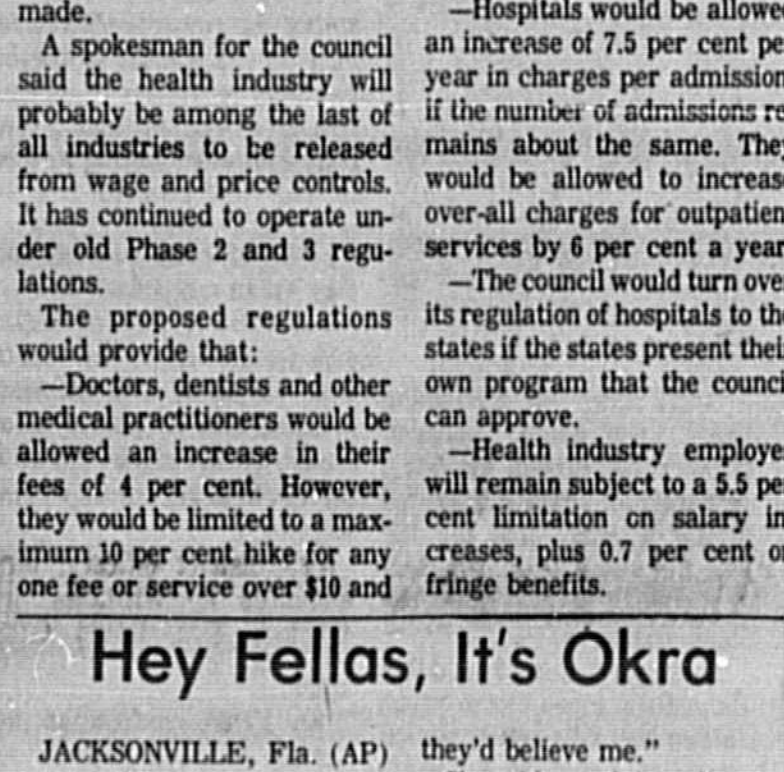 made.
A spokesman for the council
said the health industry will
probably be among the last of
all industries to be released
from wage and price controls.
It has continued to operate un-
der old Phase 2 and 3 regu-
lations.
The proposed regulations
would provide that:
—Doctors, dentists and other
medical practitioners would be
allowed an increase in their
fees of 4 per cent. However,
they would be limited to a max-
imum 10 per cent hike for any
one fee or service over $10 and
—Hospitals would be allowe
an increase of 7.5 per cent pe
year in charges per admission
if the number of admissions re
mains about the same. They
would be allowed to increas
over-all charges for outpatien
services by 6 per cent a year
—The council would turn ove
its regulation of hospitals to th
states if the states present thei
own program that the counci
can approve.
—Health industry employe
will remain subject to a 5.5 pe
cent limitation on salary in
creases, plus 0.7 per cent o
fringe benefits.
Hey Fellas, It's Okra
JACKSONVILLE, Fla. (AP)
they'd believe me."